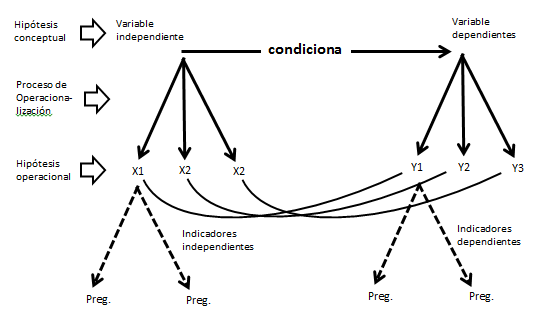 Hipótesis
conceptual
Variable
independiente
condiciona
Variable
dependientes
Proceso de
Operaciona-
lización
Hipótesis
operacional
X1
X2
X2
Y1
Y2
Y3
Indicadores
independientes
Indicadores
dependientes
Preg.
Preg.
Preg.
Preg.